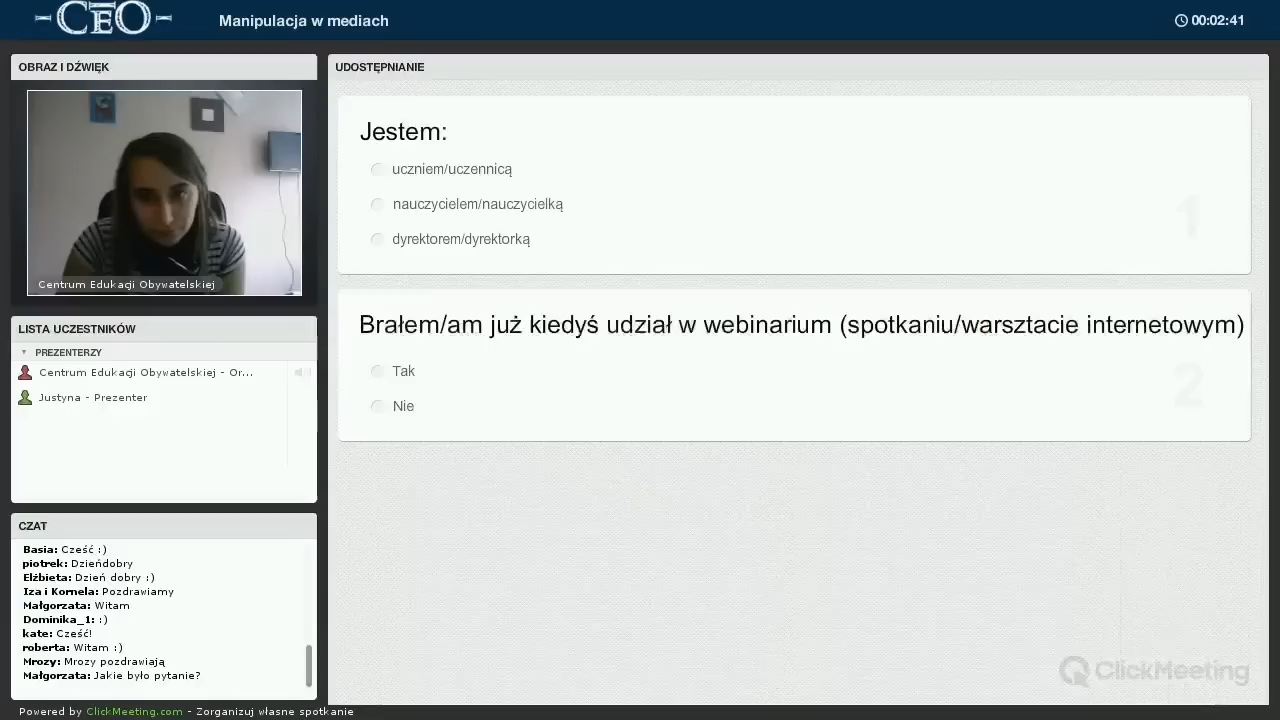 CEO
Manipulacja w mediach
00:02:41
OBRAZ I DŹWIĘK
Centrum Edukacji Obywatelskiej
LISTA UCZESTNIKÓW
PREZENTERZY
Centrum Edukacji Obywatelskiej - Or...
Justyna - Prezenter
CZAT
Basia: Cześć :)
piotrek: Dzieńdobry
Elżbieta: Dzień dobry :)
Iza i Kornela: Pozdrawiamy
Małgorzata: Witam
Dominika_1: :)
kate: Cześć!
roberta: Witam :)
Mrozy: Mrozy pozdrawiają
Małgorzata: Jakie było pytanie?
UDOSTĘPNIANIE
Jestem:
uczniem/uczennicą
nauczycielem/nauczycielką
dyrektorem/dyrektorką
1
Brałem/am już kiedyś udział w webinarium (spotkaniu/warsztacie internetowym)
Tak
Nie
2
ClickMeeting
Powered by ClickMeeting.com - Zorganizuj własne spotkanie